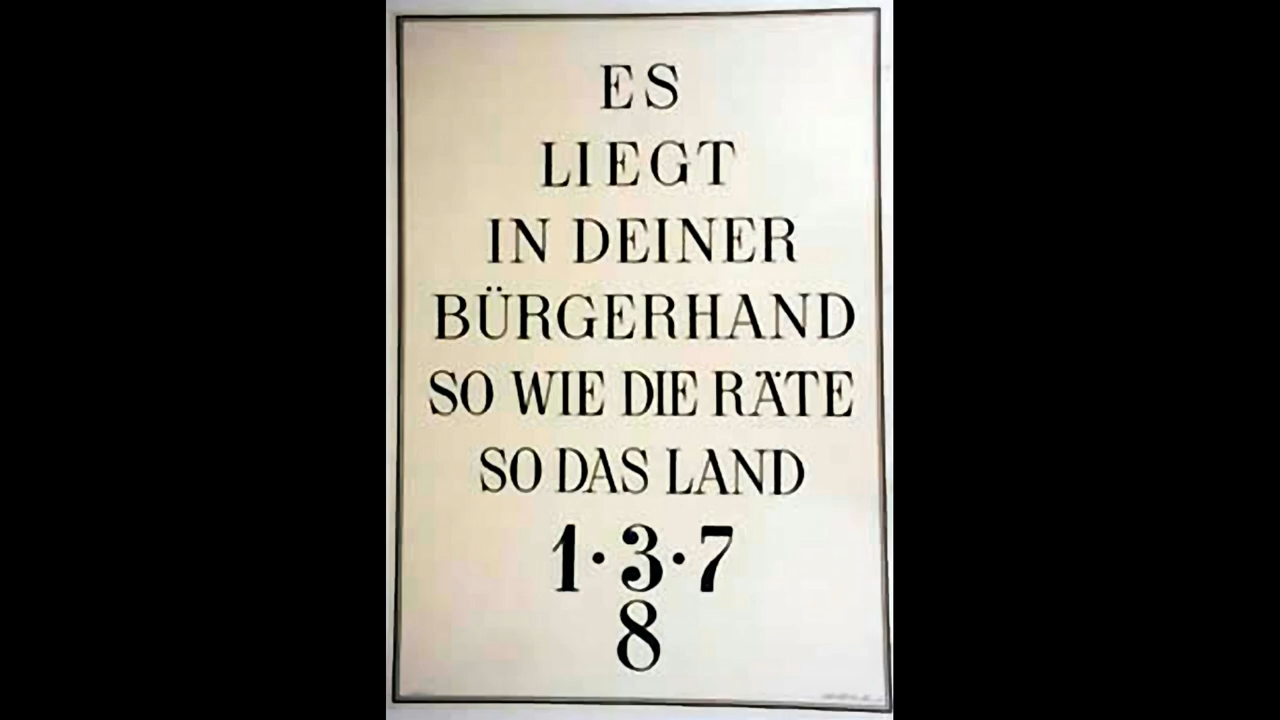 ES
LIEGT
IN DEINER
BÜRGERHAND
SO WIE DIE RÄTE
SO DAS LAND
1·3·7
8